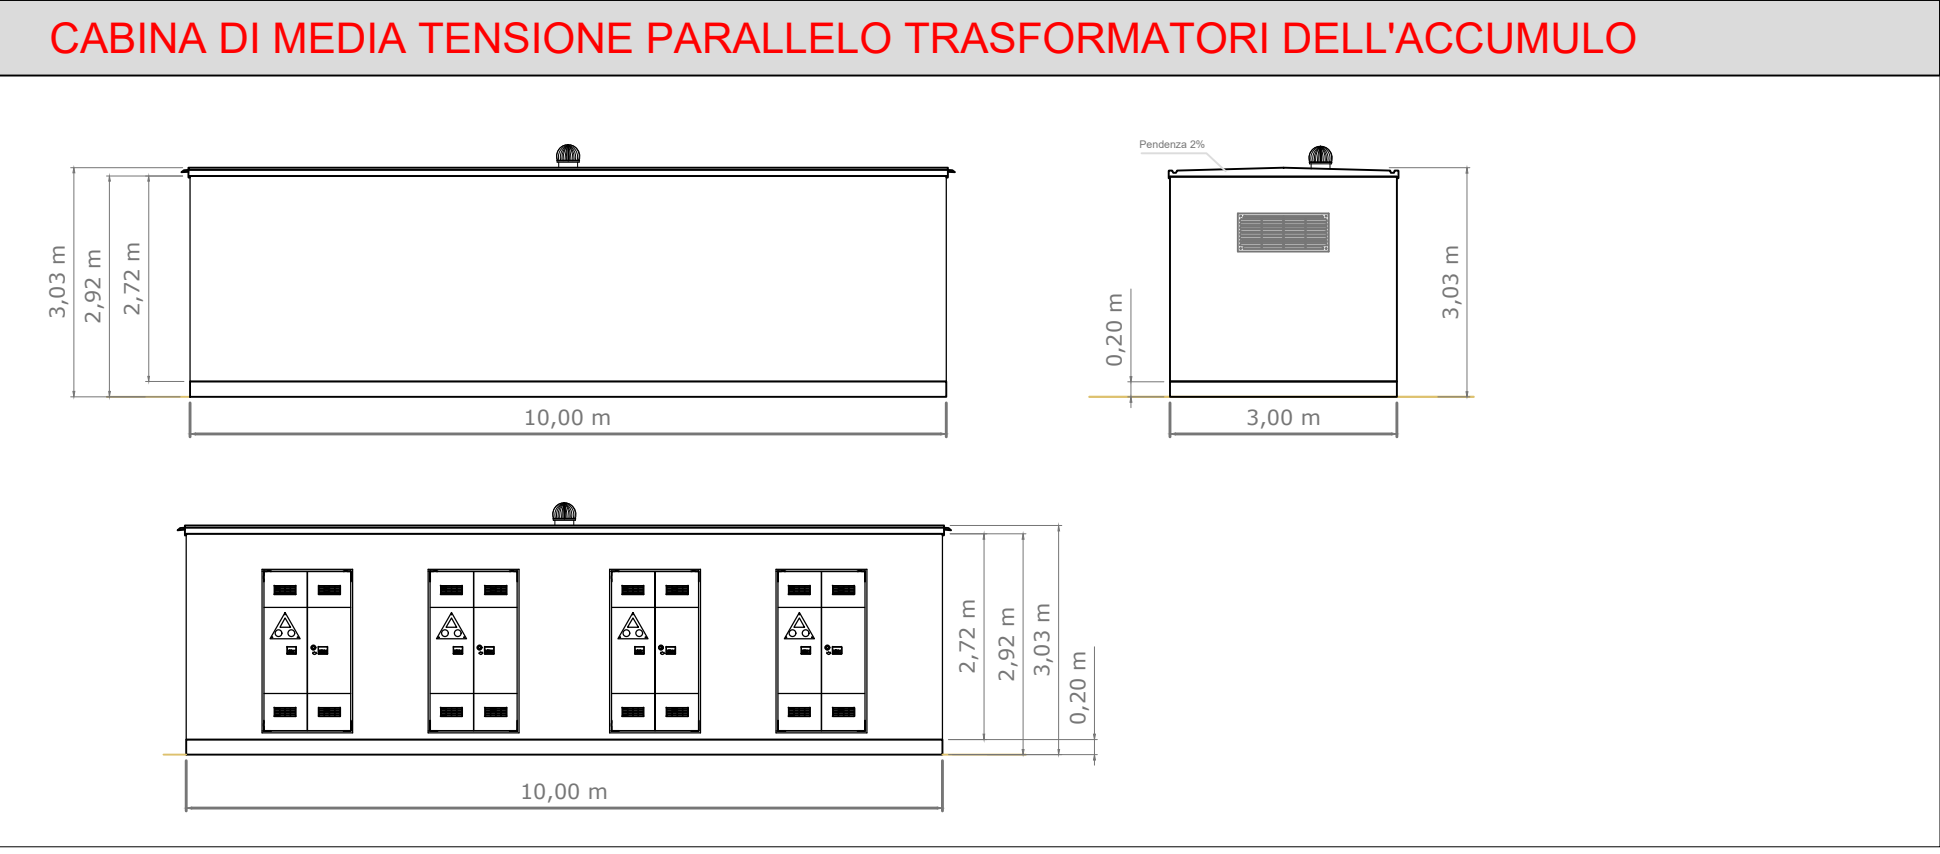 CABINA DI MEDIA TENSIONE PARALLELO TRASFORMATORI DELL'ACCUMULO
3,03 m
2,92 m
2,72 m
10,00 m
Pendenza 2%
0,20 m
3,03 m
3,00 m
2,72 m
2,92 m
3,03 m
0,20 m
10,00 m